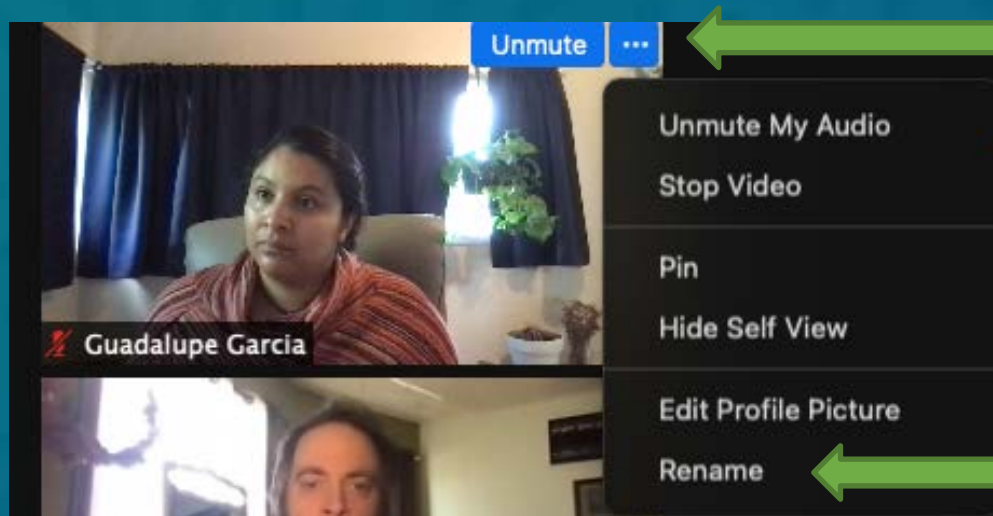 Unmute ...
Unmute My Audio
Stop Video
Pin
Hide Self View
Guadalupe Garcia
Edit Profile Picture
Rename